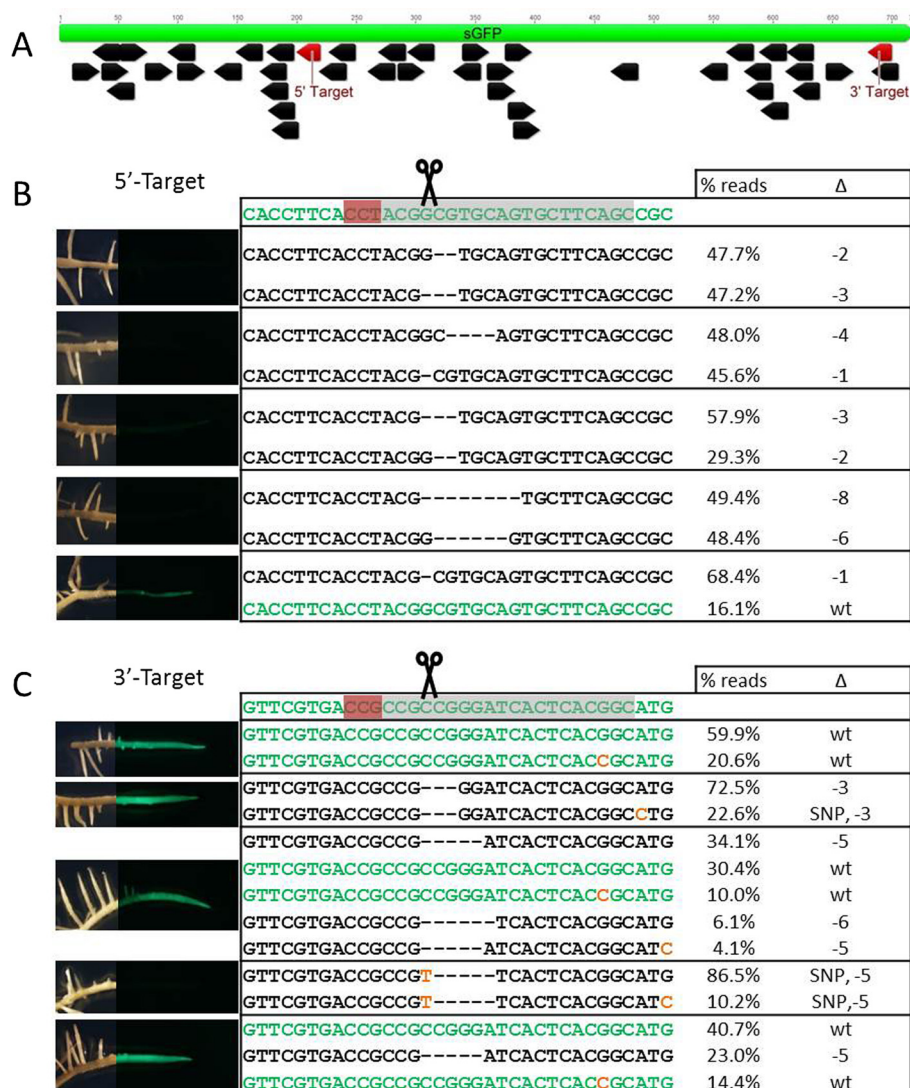 A
1 50 100 150 200 250 300 350 400 450 500 550 600 650 700
sGFP
5' Target 3' Target
B
5’-Target
% reads Δ
CACCTTCACCTACGGCGTGCAGTGCTTCAGCCGC
CACCTTCACCTACGG--TGCAGTGCTTCAGCCGC 47.7% -2
CACCTTCACCTACG---TGCAGTGCTTCAGCCGC 47.2% -3
CACCTTCACCTACGGC----AGTGCTTCAGCCGC 48.0% -4
CACCTTCACCTACG-CGTGCAGTGCTTCAGCCGC 45.6% -1
CACCTTCACCTACG---TGCAGTGCTTCAGCCGC 57.9% -3
CACCTTCACCTACGG--TGCAGTGCTTCAGCCGC 29.3% -2
CACCTTCACCTACG--------TGCTTCAGCCGC 49.4% -8
CACCTTCACCTACGG------GTGCTTCAGCCGC 48.4% -6
CACCTTCACCTACG-CGTGCAGTGCTTCAGCCGC 68.4% -1
CACCTTCACCTACGGCGTGCAGTGCTTCAGCCGC 16.1% wt
C
3’-Target
% reads Δ
GTTCGTGACCGCCGCCGGGATCACTCACGGCATG
GTTCGTGACCGCCGCCGGGATCACTCACGGCATG 59.9% wt
GTTCGTGACCGCCGCCGGGATCACTCACCGCATG 20.6% wt
GTTCGTGACCGCCG---GGATCACTCACGGCATG 72.5% -3
GTTCGTGACCGCCG---GGATCACTCACGGCCTG 22.6% SNP, -3
GTTCGTGACCGCCG-----ATCACTCACGGCATG 34.1% -5
GTTCGTGACCGCCGCCGGGATCACTCACGGCATG 30.4% wt
GTTCGTGACCGCCGCCGGGATCACTCACCGCATG 10.0% wt
GTTCGTGACCGCCG------TCACTCACGGCATG 6.1% -6
GTTCGTGACCGCCG-----ATCACTCACGGCATC 4.1% -5
GTTCGTGACCGCCGT-----TCACTCACGGCATG 86.5% SNP, -5
GTTCGTGACCGCCGT-----TCACTCACGGCATC 10.2% SNP,-5
GTTCGTGACCGCCGCCGGGATCACTCACGGCATG 40.7% wt
GTTCGTGACCGCCG-----ATCACTCACGGCATG 23.0% -5
GTTCGTGACCGCCGCCGGGATCACTCACCGCATG 14.4% wt